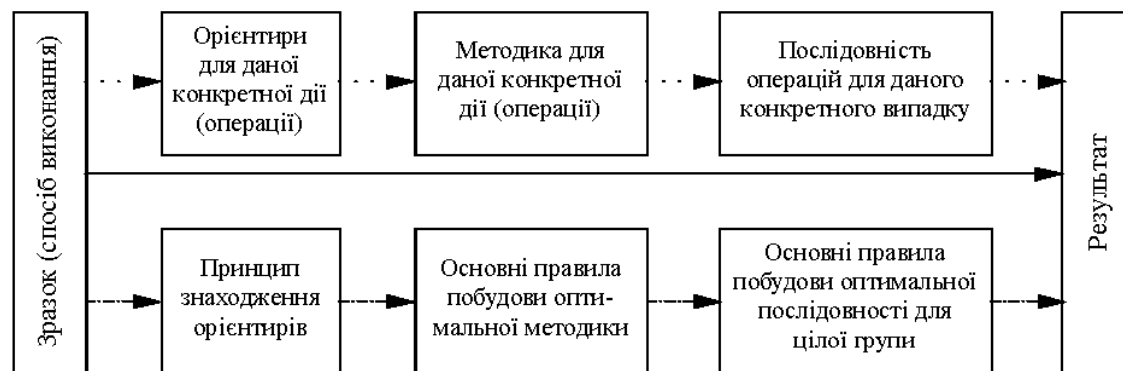 Зразок (спосіб виконання)
Орієнтири
для даної
конкретної дії
(операції)
Методика для
даної конкретної
дії (операції)
Послідовність
операцій для даного
конкретного випадку
Принцип
знаходження
орієнтирів
Основні правила
побудови опти-
мальної методики
Основні правила
побудови оптимальної
послідовності для
цілої групи
Результат